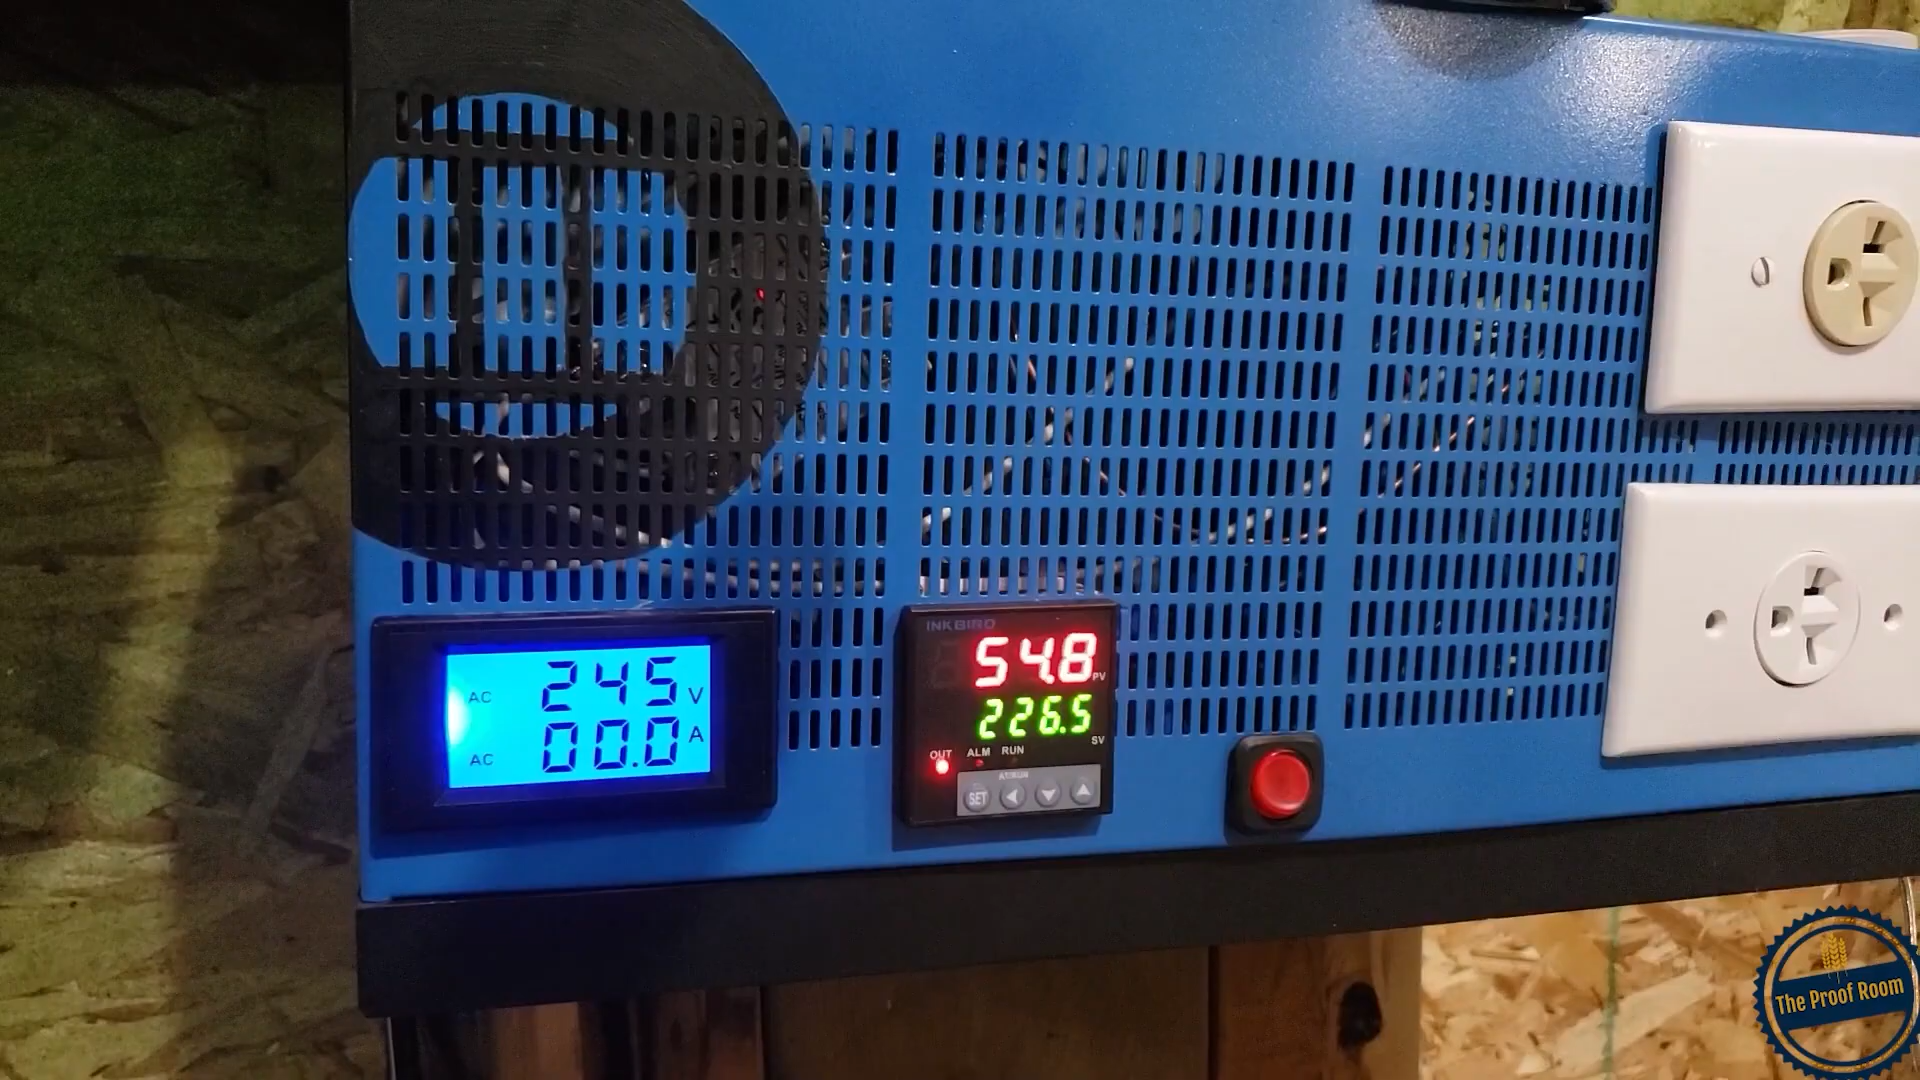 AC 245 V
AC 00.0 A
INKBIRD
54.8 PV
226.5 SV
OUT ALM RUN
AT/RUN
SET
The Proof Room